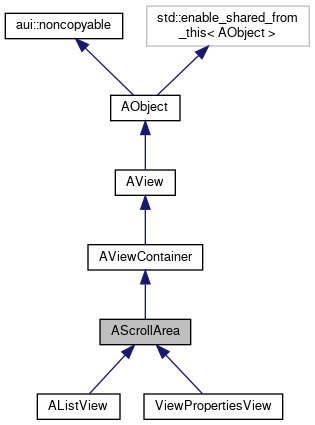 aui::noncopyable
std::enable_shared_from
_this< AObject >
AObject
AView
AViewContainer
AScrollArea
AListView
ViewPropertiesView